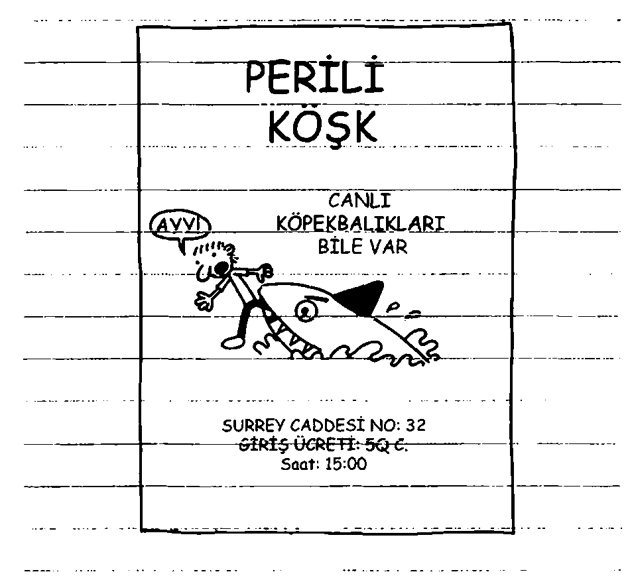 PERİLİ
KÖŞK
CANLI
KÖPEKBALIKLARI
BİLE VAR
AYY!
SURREY CADDESİ NO: 32
GİRİŞ ÜCRETİ: 50 C.
Saat: 15:00